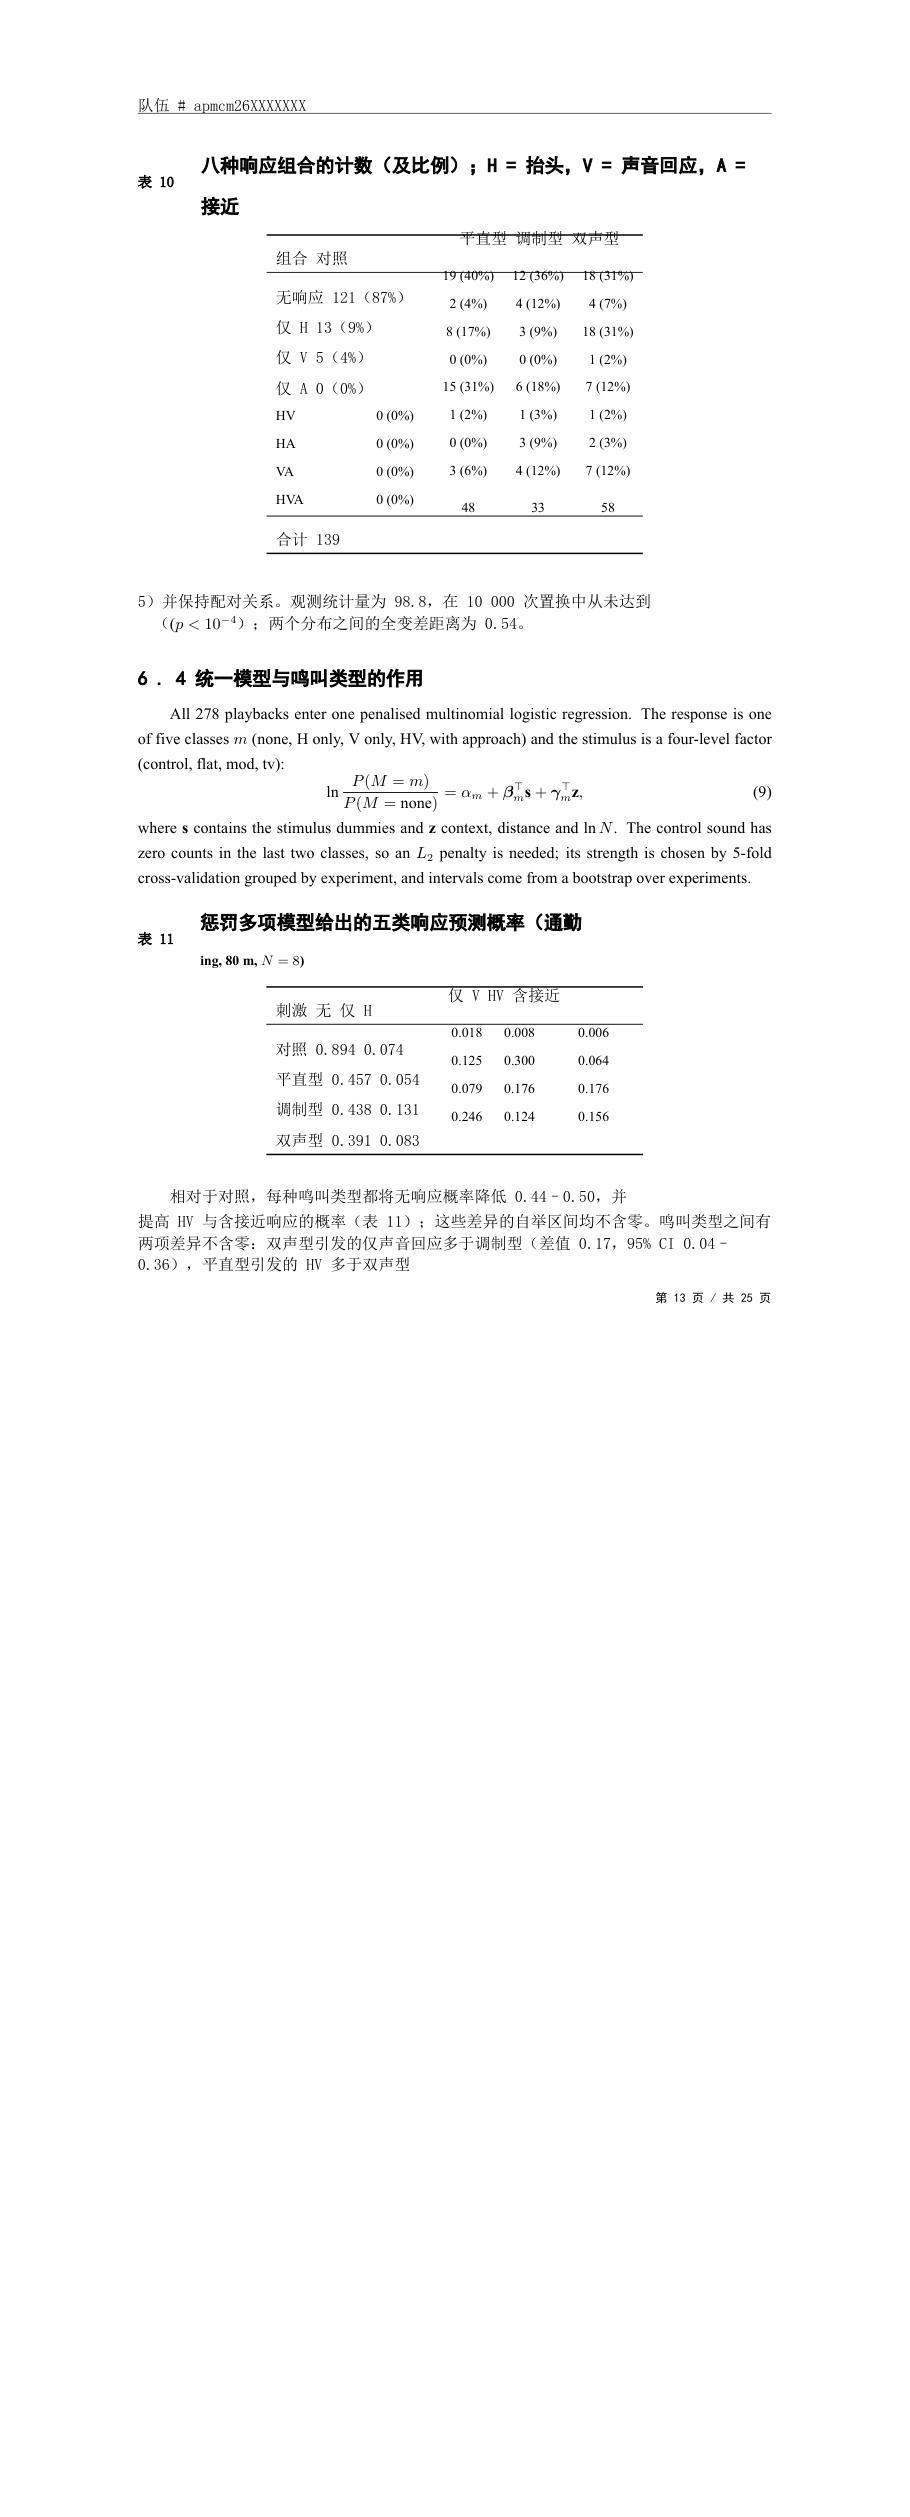 队伍 # apmcm26XXXXXXX
表 10 八种响应组合的计数（及比例）；H = 抬头，V = 声音回应，A =
接近
平直型 调制型 双声型
组合 对照
19 (40%) 12 (36%) 18 (31%)
无响应 121（87%）
2 (4%) 4 (12%) 4 (7%)
仅 H 13（9%）
8 (17%) 3 (9%) 18 (31%)
仅 V 5（4%）
0 (0%) 0 (0%) 1 (2%)
仅 A 0（0%）
15 (31%) 6 (18%) 7 (12%)
HV 0 (0%) 1 (2%) 1 (3%) 1 (2%)
HA 0 (0%) 0 (0%) 3 (9%) 2 (3%)
VA 0 (0%) 3 (6%) 4 (12%) 7 (12%)
HVA 0 (0%)
48 33 58
合计 139
5）并保持配对关系。观测统计量为 98.8，在 10 000 次置换中从未达到
（(p < 10⁻⁴）；两个分布之间的全变差距离为 0.54。
6 . 4 统一模型与鸣叫类型的作用
All 278 playbacks enter one penalised multinomial logistic regression. The response is one
of five classes m (none, H only, V only, HV, with approach) and the stimulus is a four-level factor
(control, flat, mod, tv):
ln P(M = m) / P(M = none) = αₘ + βₘ⊤s + γₘ⊤z, (9)
where s contains the stimulus dummies and z context, distance and ln N. The control sound has
zero counts in the last two classes, so an L₂ penalty is needed; its strength is chosen by 5-fold
cross-validation grouped by experiment, and intervals come from a bootstrap over experiments.
表 11 惩罚多项模型给出的五类响应预测概率（通勤
ing, 80 m, N = 8)
仅 V HV 含接近
刺激 无 仅 H
0.018 0.008 0.006
对照 0.894 0.074
0.125 0.300 0.064
平直型 0.457 0.054
0.079 0.176 0.176
调制型 0.438 0.131
0.246 0.124 0.156
双声型 0.391 0.083
相对于对照，每种鸣叫类型都将无响应概率降低 0.44–0.50，并
提高 HV 与含接近响应的概率（表 11）；这些差异的自举区间均不含零。鸣叫类型之间有
两项差异不含零：双声型引发的仅声音回应多于调制型（差值 0.17，95% CI 0.04–
0.36），平直型引发的 HV 多于双声型
第 13 页 / 共 25 页